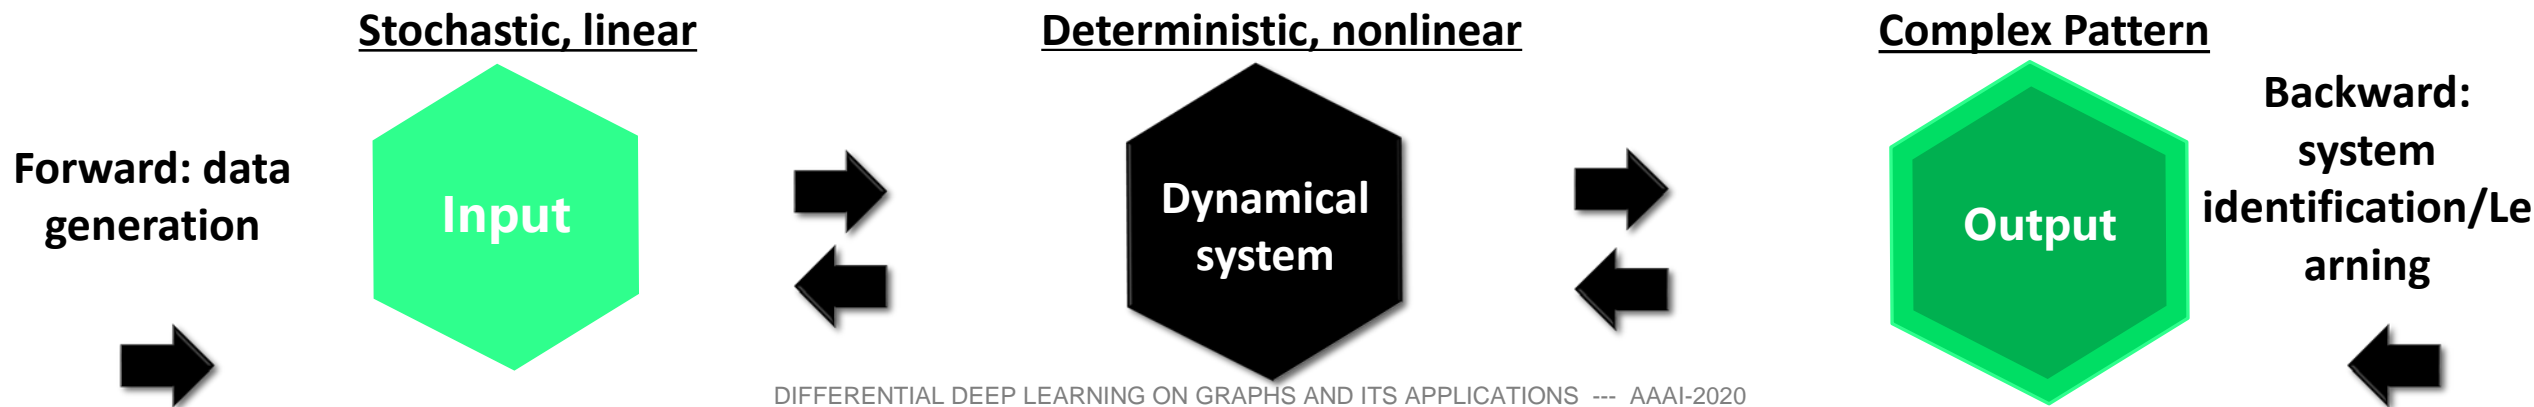 Stochastic, linear
Deterministic, nonlinear
Complex Pattern
Forward: data
generation
Input
Dynamical
system
Output
Backward:
system
identification/Le
arning
DIFFERENTIAL DEEP LEARNING ON GRAPHS AND ITS APPLICATIONS --- AAAI-2020